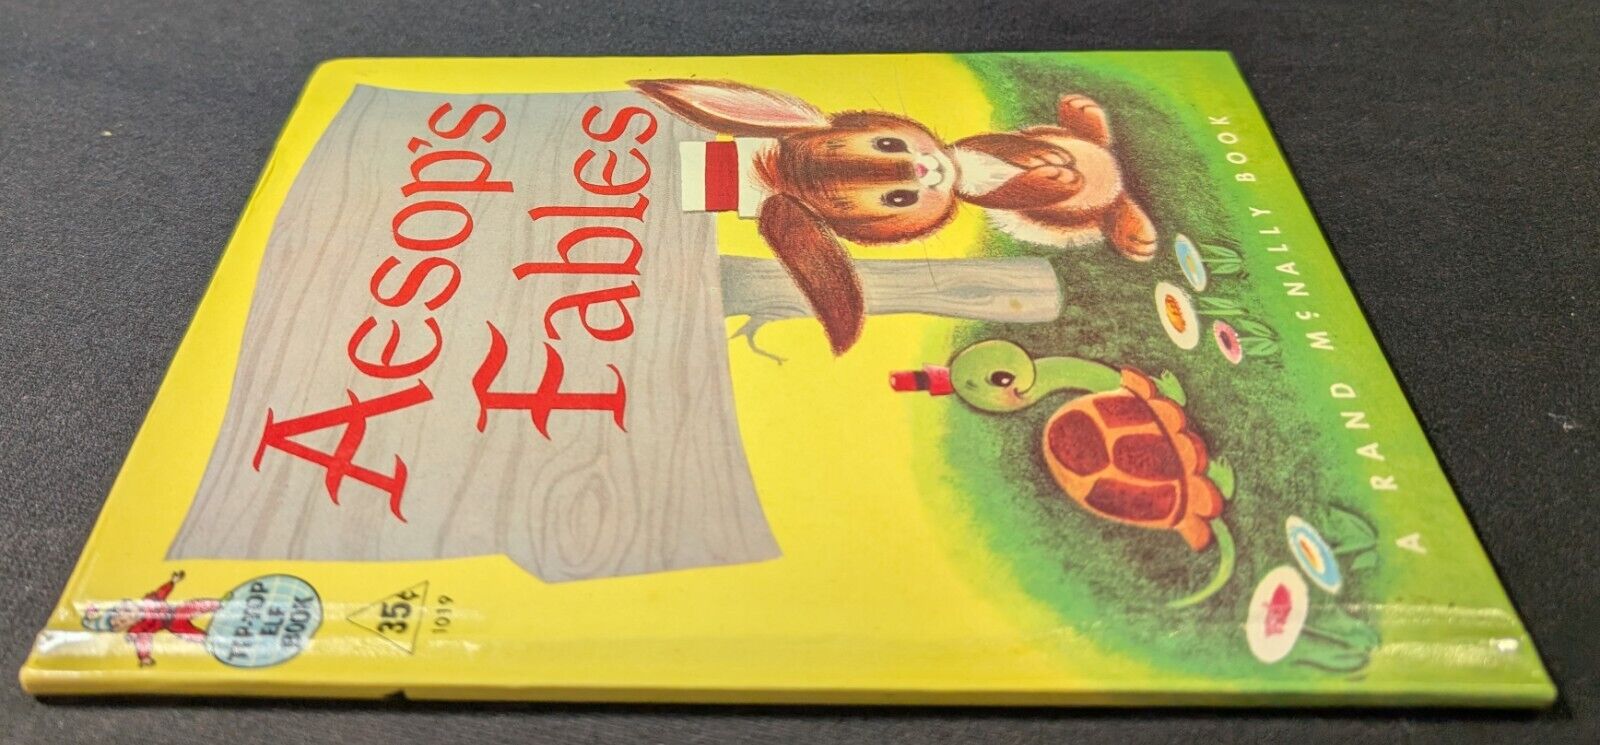 TIP-TOP
ELF
BOOK
35¢
1019
Aesop's
Fables
A RAND McNALLY BOOK